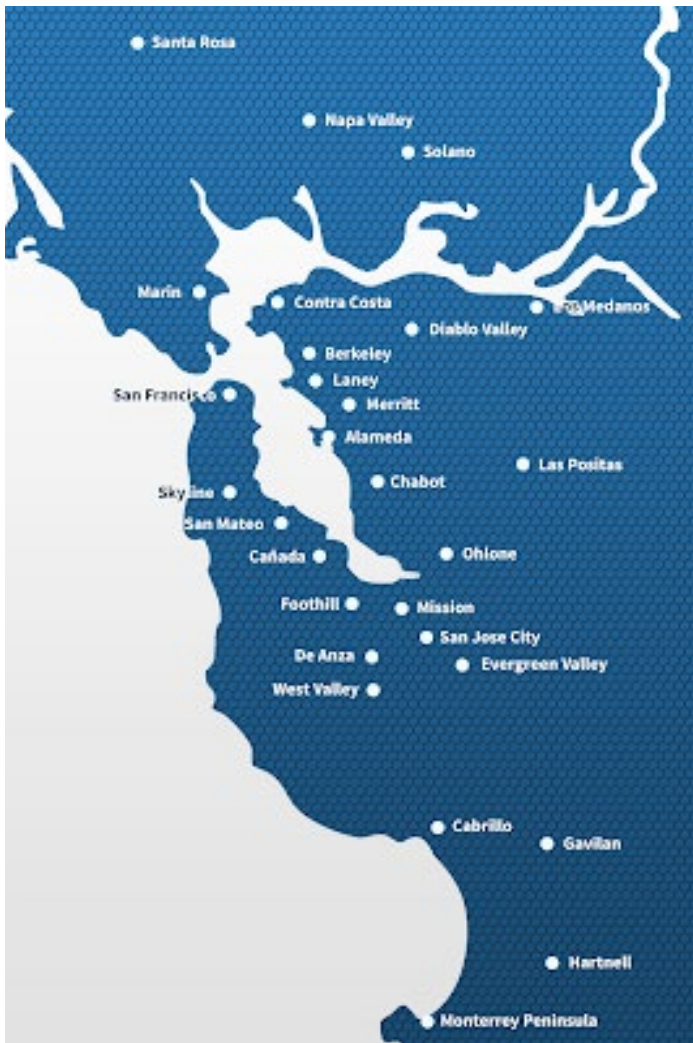 Santa Rosa
Napa Valley
Solano
Marin
Contra Costa
Los Medanos
Diablo Valley
Berkeley
Laney
San Francisco
Merritt
Alameda
Las Positas
Chabot
Skyline
San Mateo
Cañada
Ohlone
Foothill
Mission
San Jose City
De Anza
Evergreen Valley
West Valley
Cabrillo
Gavilan
Hartnell
Monterrey Peninsula